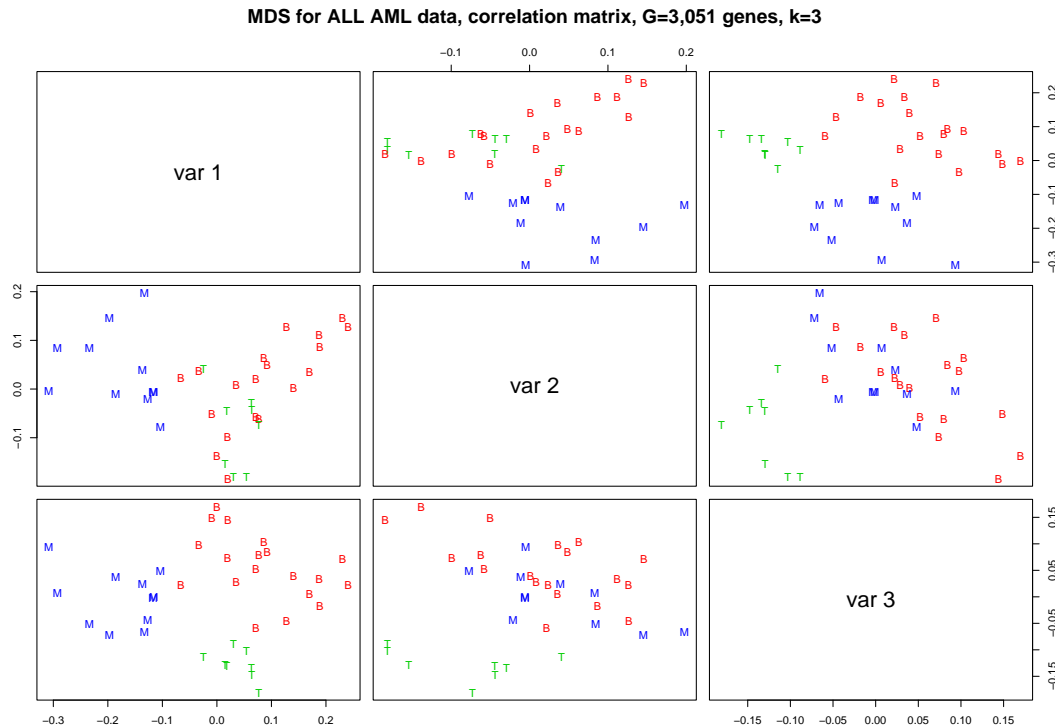 MDS for ALL AML data, correlation matrix, G=3,051 genes, k=3
−0.1 0.0 0.1 0.2
var 1
−0.3 −0.2 −0.1 0.0 0.1 0.2
−0.1 0.0 0.1 0.2
var 2
var 3
−0.15 −0.05 0.05 0.15
−0.3 −0.2 −0.1 0.0 0.1 0.2
−0.15 −0.05 0.00 0.05 0.10 0.15